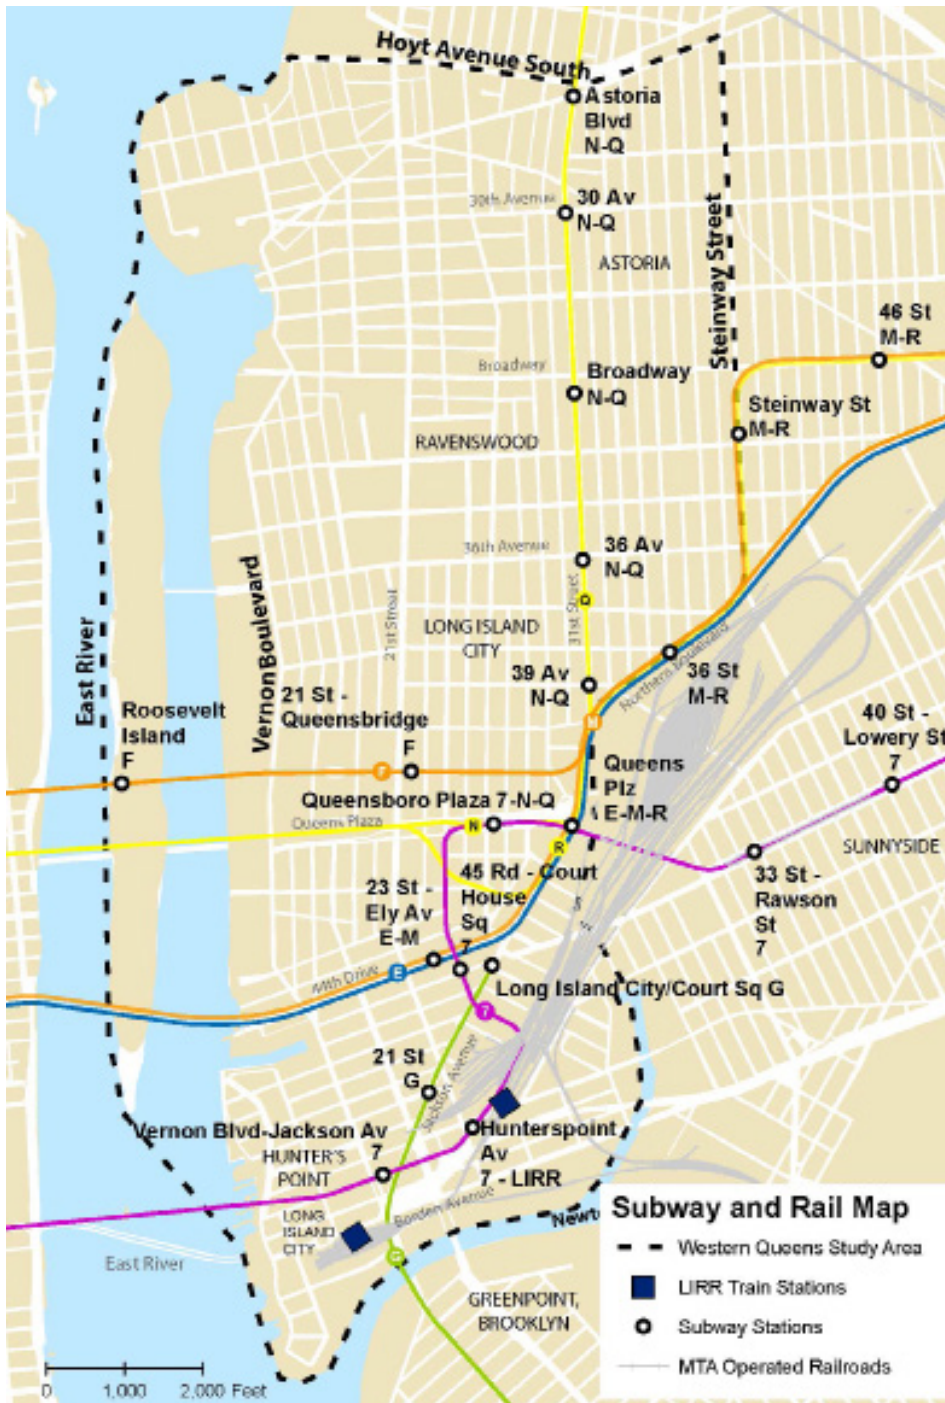 Hoyt Avenue South
Astoria
Blvd
N-Q
30th Avenue
30 Av
N-Q
ASTORIA
Steinway Street
46 St
M-R
Broadway
Broadway
N-Q
Steinway St
M-R
RAVENSWOOD
36th Avenue
36 Av
N-Q
Q
31st Street
21st Street
Vernon Boulevard
East River
LONG ISLAND
CITY
39 Av
N-Q
Northern Boulevard
36 St
M-R
Roosevelt
Island
F
21 St -
Queensbridge
F
F
M
40 St -
Lowery St
7
Queens
Plz
E-M-R
Queensboro Plaza 7-N-Q
Queens Plaza
N
R
SUNNYSIDE
33 St -
Rawson
St
7
45 Rd - Court
House
Sq
7
23 St -
Ely Av
E-M
44th Drive
E
Long Island City/Court Sq G
7
21 St
G
Jackson Avenue
Vernon Blvd-Jackson Av
7
HUNTER'S
POINT
Hunterspoint
Av
7 - LIRR
Borden Avenue
LONG
ISLAND
CITY
East River
G
GREENPOINT,
BROOKLYN
Subway and Rail Map
Western Queens Study Area
LIRR Train Stations
Subway Stations
MTA Operated Railroads
0 1,000 2,000 Feet